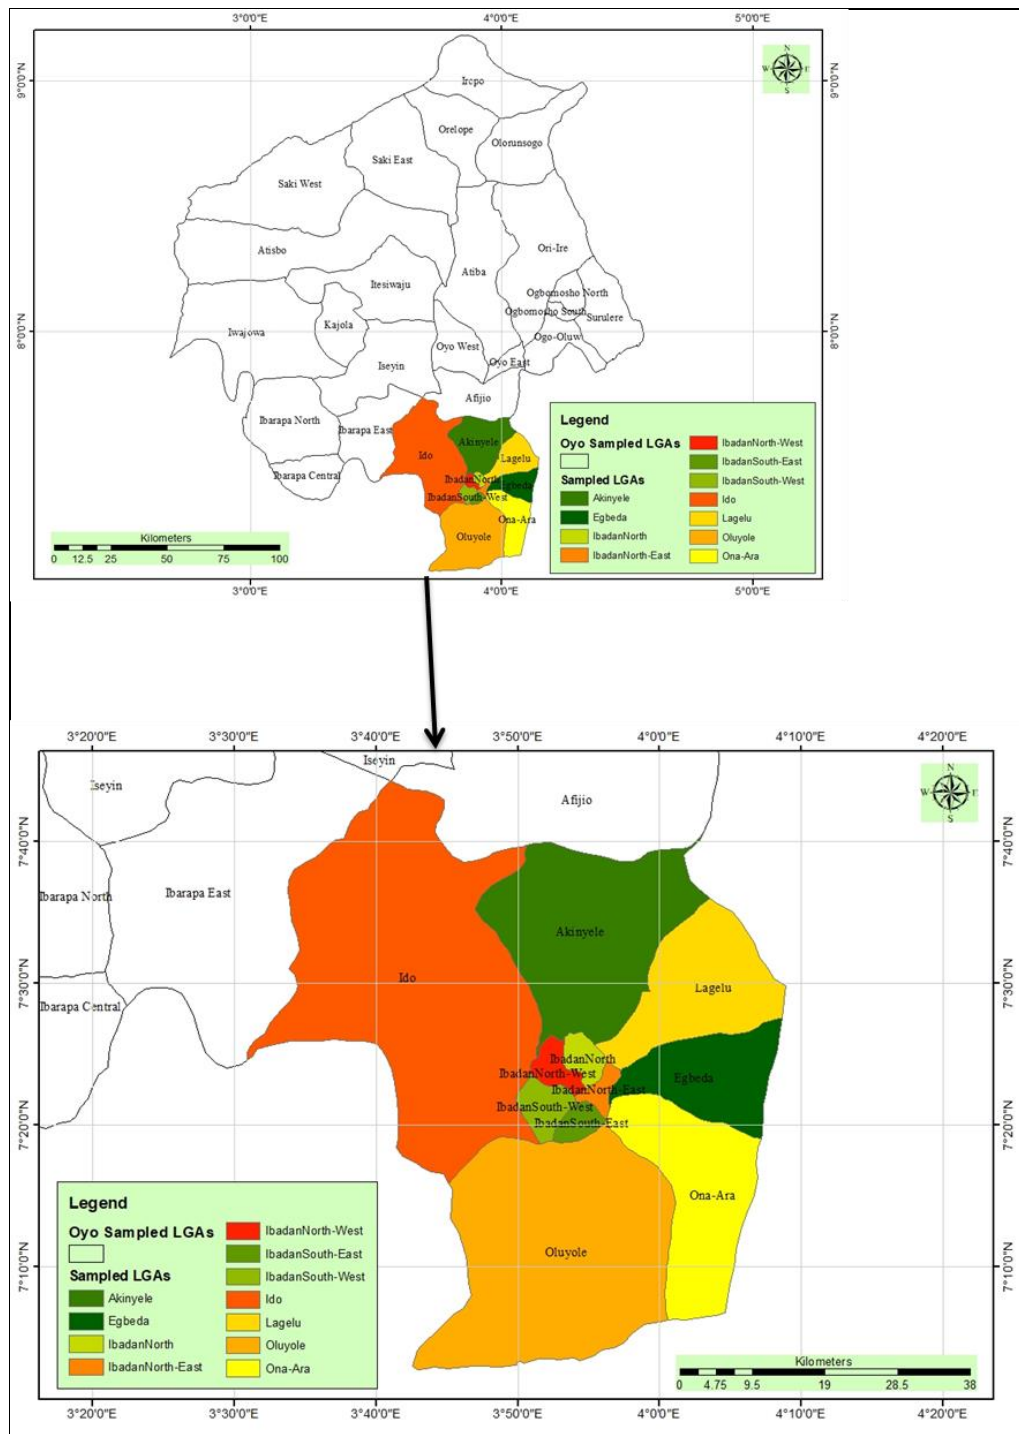 3°0'0"E 4°0'0"E 5°0'0"E
N
W E
S
9°0'0"N 9°0'0"N
Irepo
Orelope
Olorunsogo
Saki East
Saki West
Ori-Ire
Atisbo
Atiba
Itesiwaju
Ogbomosho North
Ogbomosho South
Surulere
Kajola
Iwajowa
8°0'0"N 8°0'0"N
Ogo-Oluw
Oyo West
Oyo East
Iseyin
Afijio
Ibarapa North
Ibarapa East
Akinyele
Ido
Lagelu
Ibarapa Central
IbadanNorth
Egbeda
IbadanSouth-West
Ona-Ara
Oluyole
Kilometers
0 12.5 25 50 75 100
Legend
Oyo Sampled LGAs
Sampled LGAs
Akinyele
Egbeda
IbadanNorth
IbadanNorth-East
IbadanNorth-West
IbadanSouth-East
IbadanSouth-West
Ido
Lagelu
Oluyole
Ona-Ara
3°0'0"E 4°0'0"E 5°0'0"E
3°20'0"E 3°30'0"E 3°40'0"E 3°50'0"E 4°0'0"E 4°10'0"E 4°20'0"E
Iseyin
Iseyin
Afijio
N
W E
S
7°40'0"N 7°40'0"N
Ibarapa North
Ibarapa East
Akinyele
Ido
7°30'0"N 7°30'0"N
Lagelu
Ibarapa Central
IbadanNorth
IbadanNorth-West
Egbeda
IbadanNorth-East
IbadanSouth-West
IbadanSouth-East
7°20'0"N 7°20'0"N
Ona-Ara
Oluyole
7°10'0"N 7°10'0"N
Legend
Oyo Sampled LGAs
Sampled LGAs
Akinyele
Egbeda
IbadanNorth
IbadanNorth-East
IbadanNorth-West
IbadanSouth-East
IbadanSouth-West
Ido
Lagelu
Oluyole
Ona-Ara
Kilometers
0 4.75 9.5 19 28.5 38
3°20'0"E 3°30'0"E 3°40'0"E 3°50'0"E 4°0'0"E 4°10'0"E 4°20'0"E